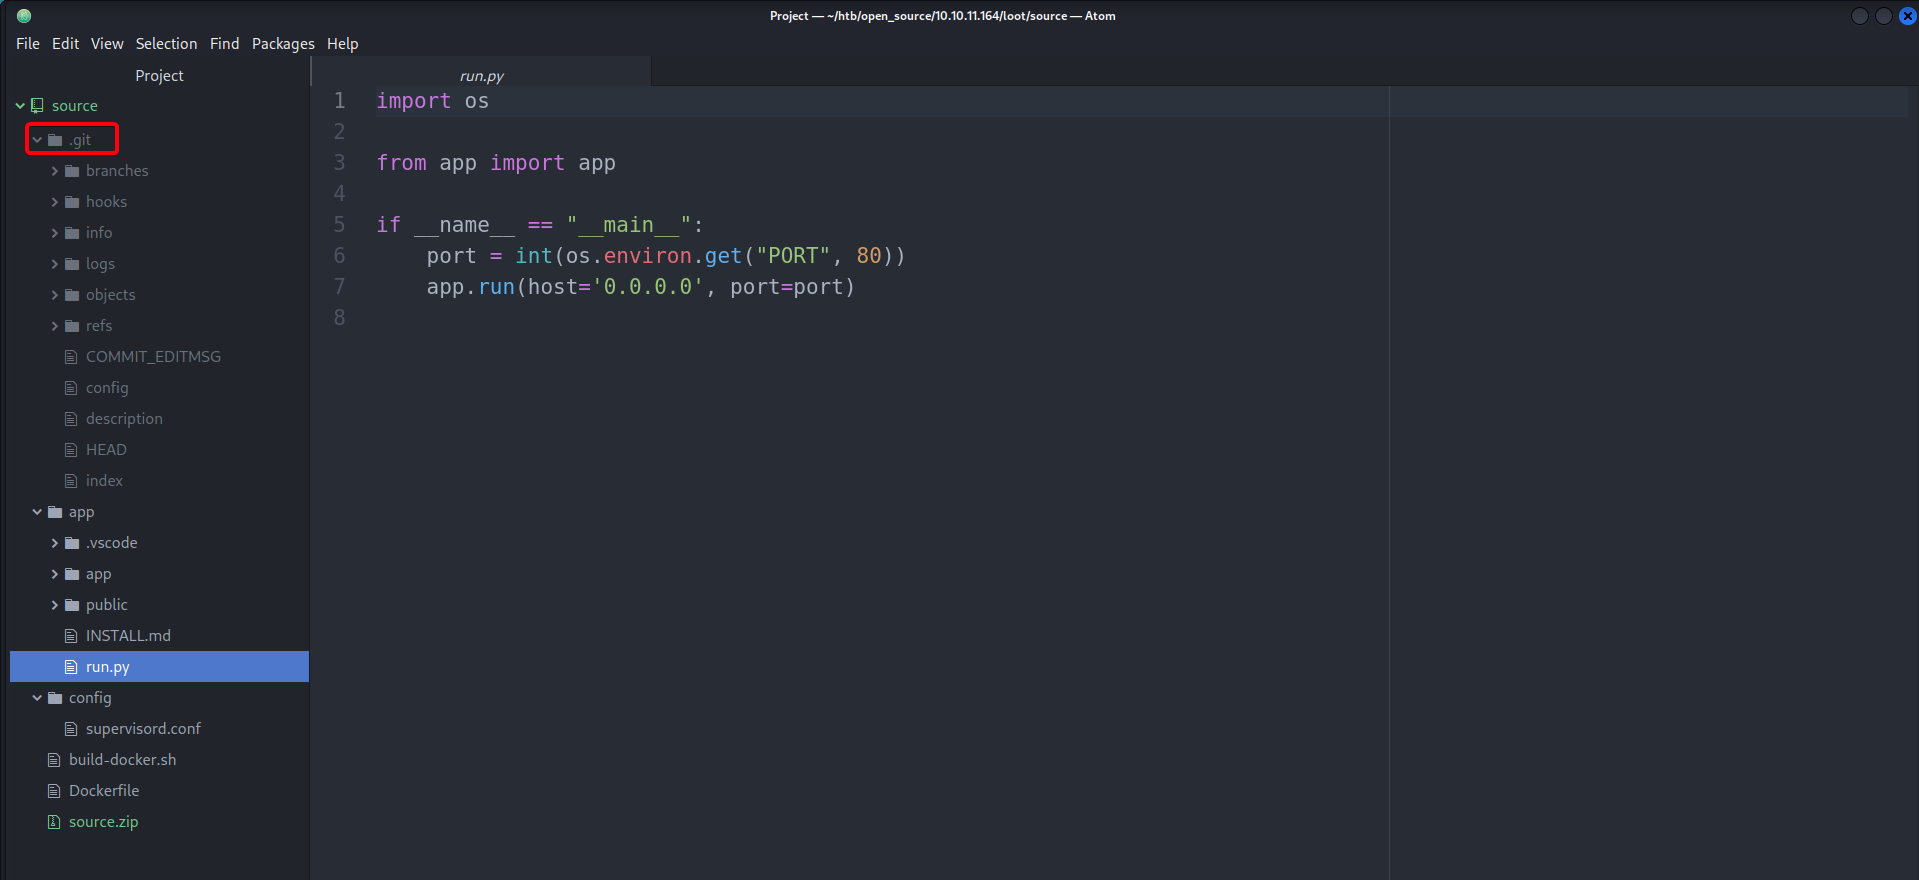 Project — ~/htb/open_source/10.10.11.164/loot/source — Atom
File Edit View Selection Find Packages Help
Project
source
.git
branches
hooks
info
logs
objects
refs
COMMIT_EDITMSG
config
description
HEAD
index
app
.vscode
app
public
INSTALL.md
run.py
config
supervisord.conf
build-docker.sh
Dockerfile
source.zip
run.py
1 import os
2
3 from app import app
4
5 if __name__ == "__main__":
6     port = int(os.environ.get("PORT", 80))
7     app.run(host='0.0.0.0', port=port)
8